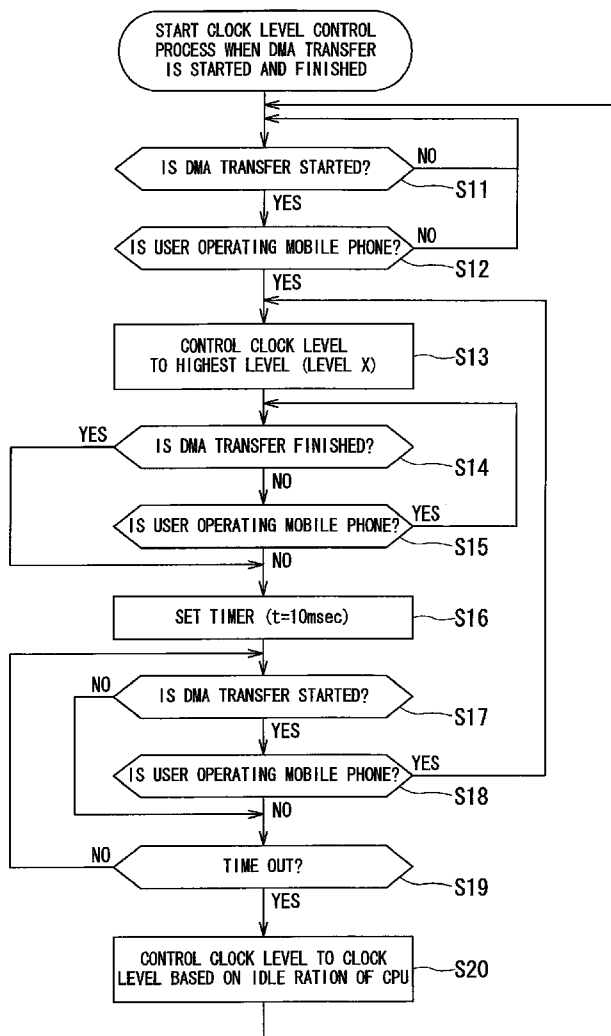 START CLOCK LEVEL CONTROL
PROCESS WHEN DMA TRANSFER
IS STARTED AND FINISHED
IS DMA TRANSFER STARTED?
NO
S11
YES
IS USER OPERATING MOBILE PHONE?
NO
S12
YES
CONTROL CLOCK LEVEL
TO HIGHEST LEVEL (LEVEL X)
S13
YES
IS DMA TRANSFER FINISHED?
S14
NO
IS USER OPERATING MOBILE PHONE?
YES
S15
NO
SET TIMER (t=10msec)
S16
NO
IS DMA TRANSFER STARTED?
S17
YES
IS USER OPERATING MOBILE PHONE?
YES
S18
NO
NO
TIME OUT?
S19
YES
CONTROL CLOCK LEVEL TO CLOCK
LEVEL BASED ON IDLE RATION OF CPU
S20